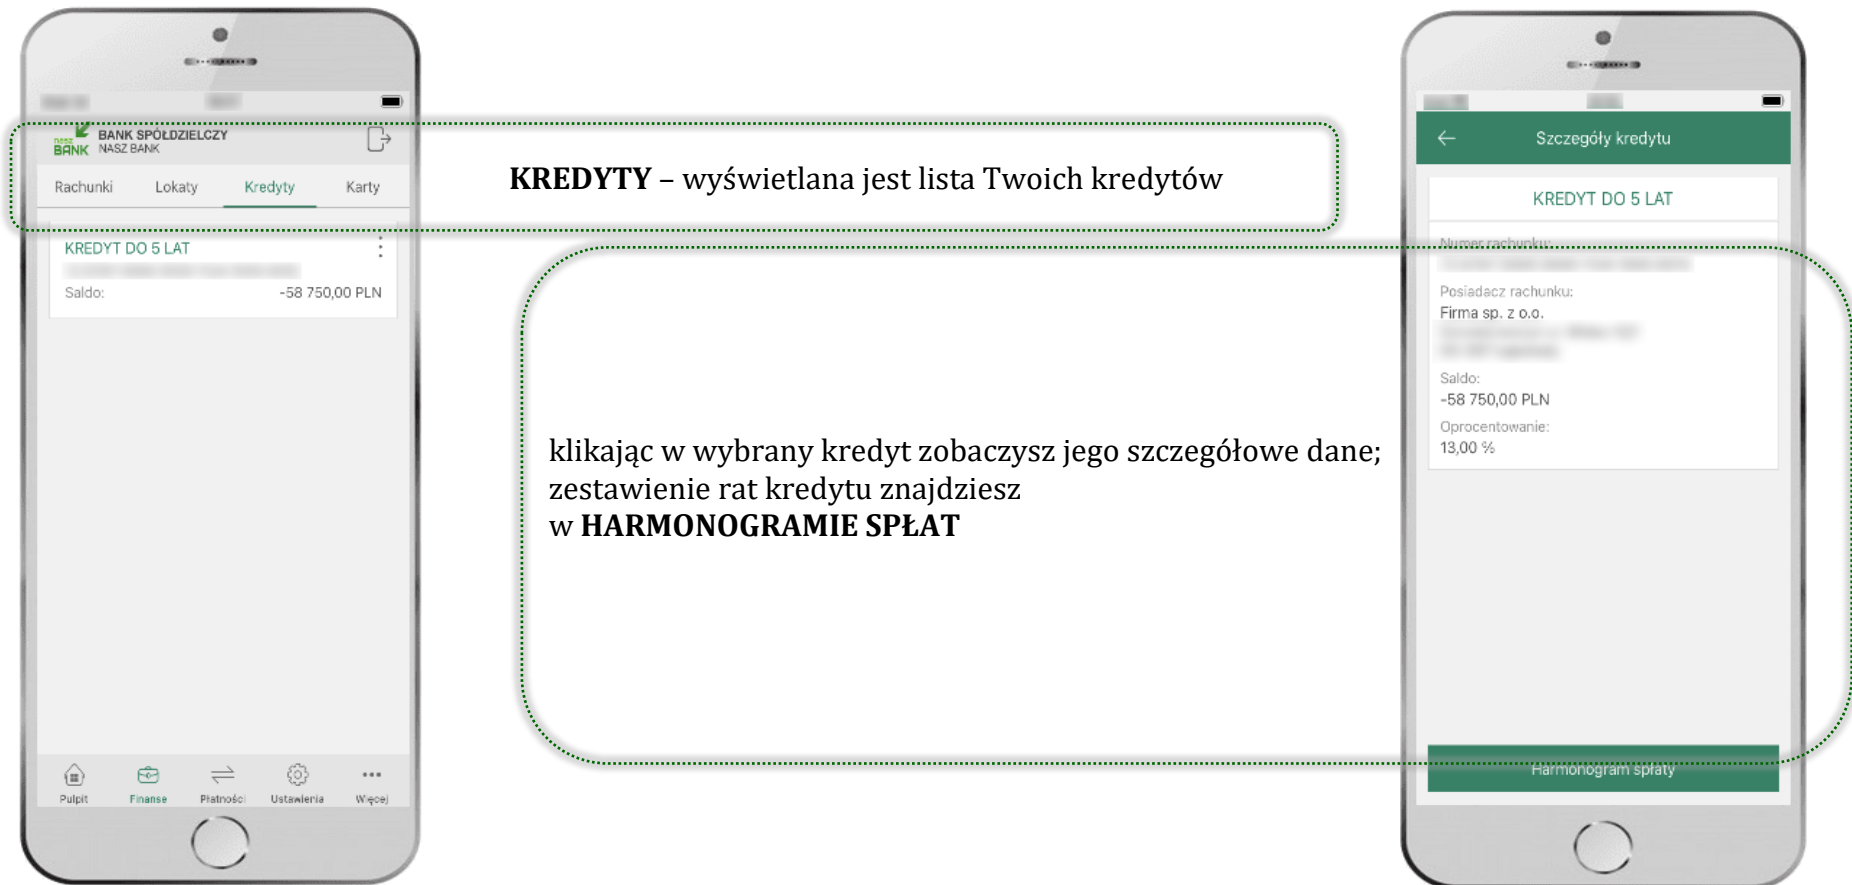 nasz
BANK
BANK SPÓŁDZIELCZY
NASZ BANK
Rachunki Lokaty Kredyty Karty
KREDYT DO 5 LAT
Saldo: -58 750,00 PLN
Pulpit Finanse Płatności Ustawienia Więcej
KREDYTY – wyświetlana jest lista Twoich kredytów
klikając w wybrany kredyt zobaczysz jego szczegółowe dane;
zestawienie rat kredytu znajdziesz
w HARMONOGRAMIE SPŁAT
Szczegóły kredytu
KREDYT DO 5 LAT
Numer rachunku:
Posiadacz rachunku:
Firma sp. z o.o.
Saldo:
-58 750,00 PLN
Oprocentowanie:
13,00 %
Harmonogram spłaty